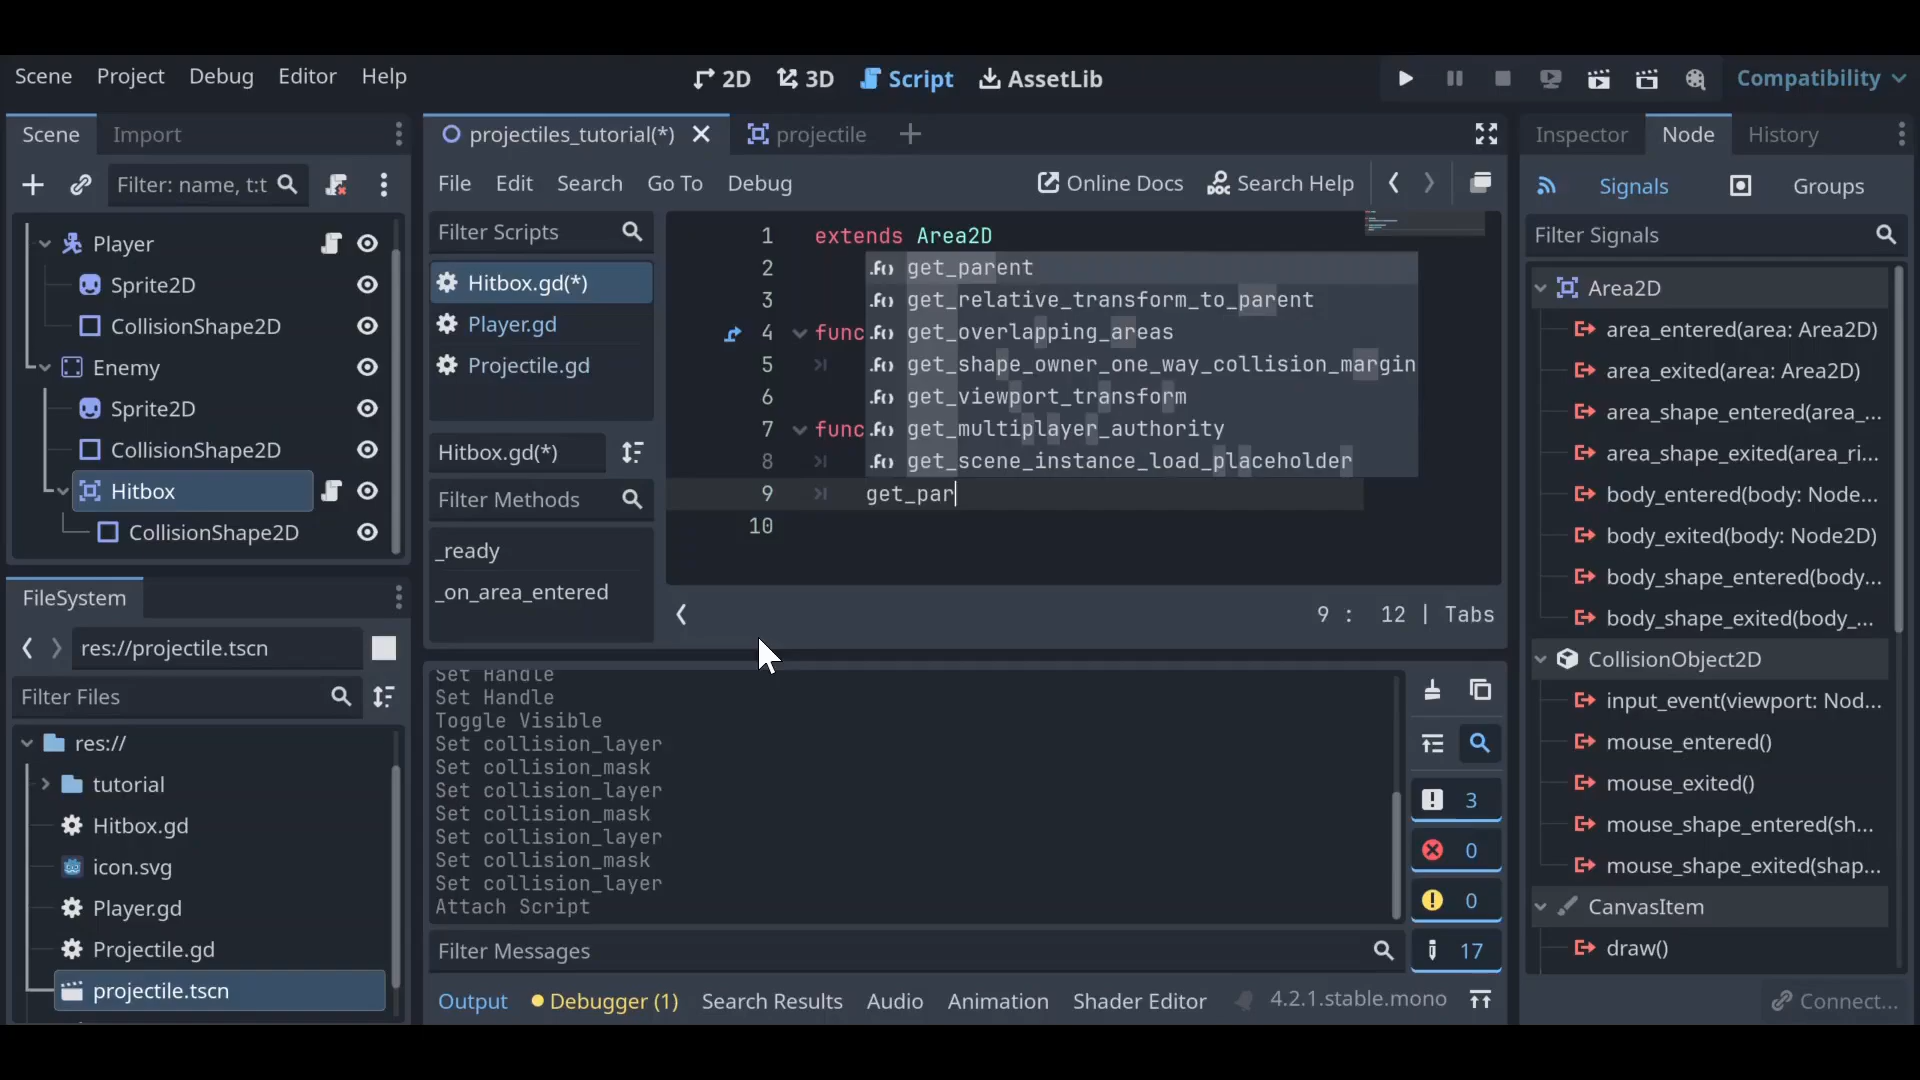 Scene Project Debug Editor Help
2D 3D Script AssetLib
Compatibility
Scene Import
Filter: name, t:t
Player
Sprite2D
CollisionShape2D
Enemy
Sprite2D
CollisionShape2D
Hitbox
CollisionShape2D
FileSystem
res://projectile.tscn
Filter Files
res://
tutorial
Hitbox.gd
icon.svg
Player.gd
Projectile.gd
projectile.tscn
projectiles_tutorial(*) projectile
File Edit Search Go To Debug Online Docs Search Help
Filter Scripts
Hitbox.gd(*)
Player.gd
Projectile.gd
Hitbox.gd(*)
Filter Methods
_ready
_on_area_entered
1 extends Area2D
2 get_parent
3 get_relative_transform_to_parent
4 func get_overlapping_areas
5 get_shape_owner_one_way_collision_margin
6 get_viewport_transform
7 func get_multiplayer_authority
8 get_scene_instance_load_placeholder
9 get_par
10
9 : 12 | Tabs
Set Handle
Set Handle
Toggle Visible
Set collision_layer
Set collision_mask
Set collision_layer
Set collision_mask
Set collision_layer
Set collision_mask
Set collision_layer
Attach Script
3
0
0
17
Filter Messages
Output Debugger (1) Search Results Audio Animation Shader Editor 4.2.1.stable.mono
Inspector Node History
Signals Groups
Filter Signals
Area2D
area_entered(area: Area2D)
area_exited(area: Area2D)
area_shape_entered(area_...
area_shape_exited(area_ri...
body_entered(body: Node...
body_exited(body: Node2D)
body_shape_entered(body...
body_shape_exited(body_...
CollisionObject2D
input_event(viewport: Nod...
mouse_entered()
mouse_exited()
mouse_shape_entered(sh...
mouse_shape_exited(shap...
CanvasItem
draw()
Connect...